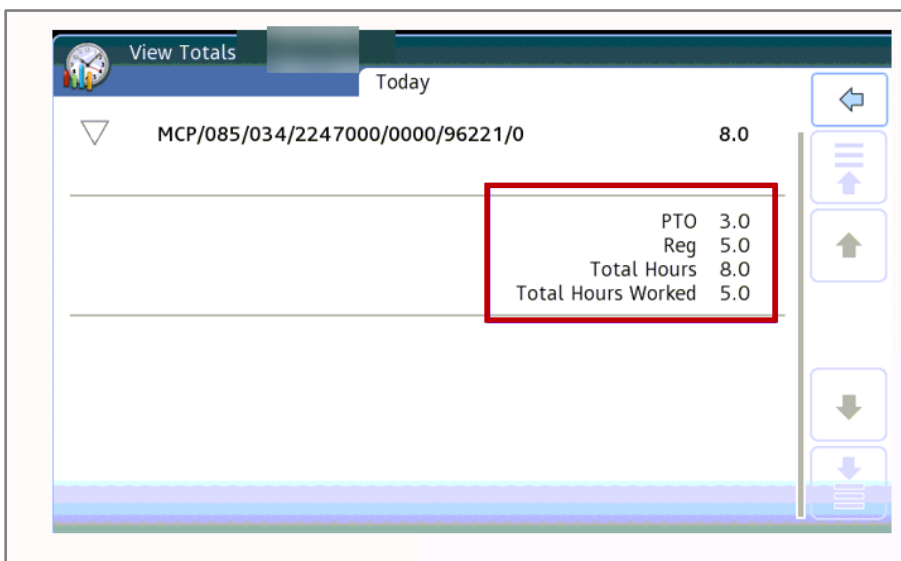 View Totals
Today
MCP/085/034/2247000/0000/96221/0 8.0
PTO 3.0
Reg 5.0
Total Hours 8.0
Total Hours Worked 5.0